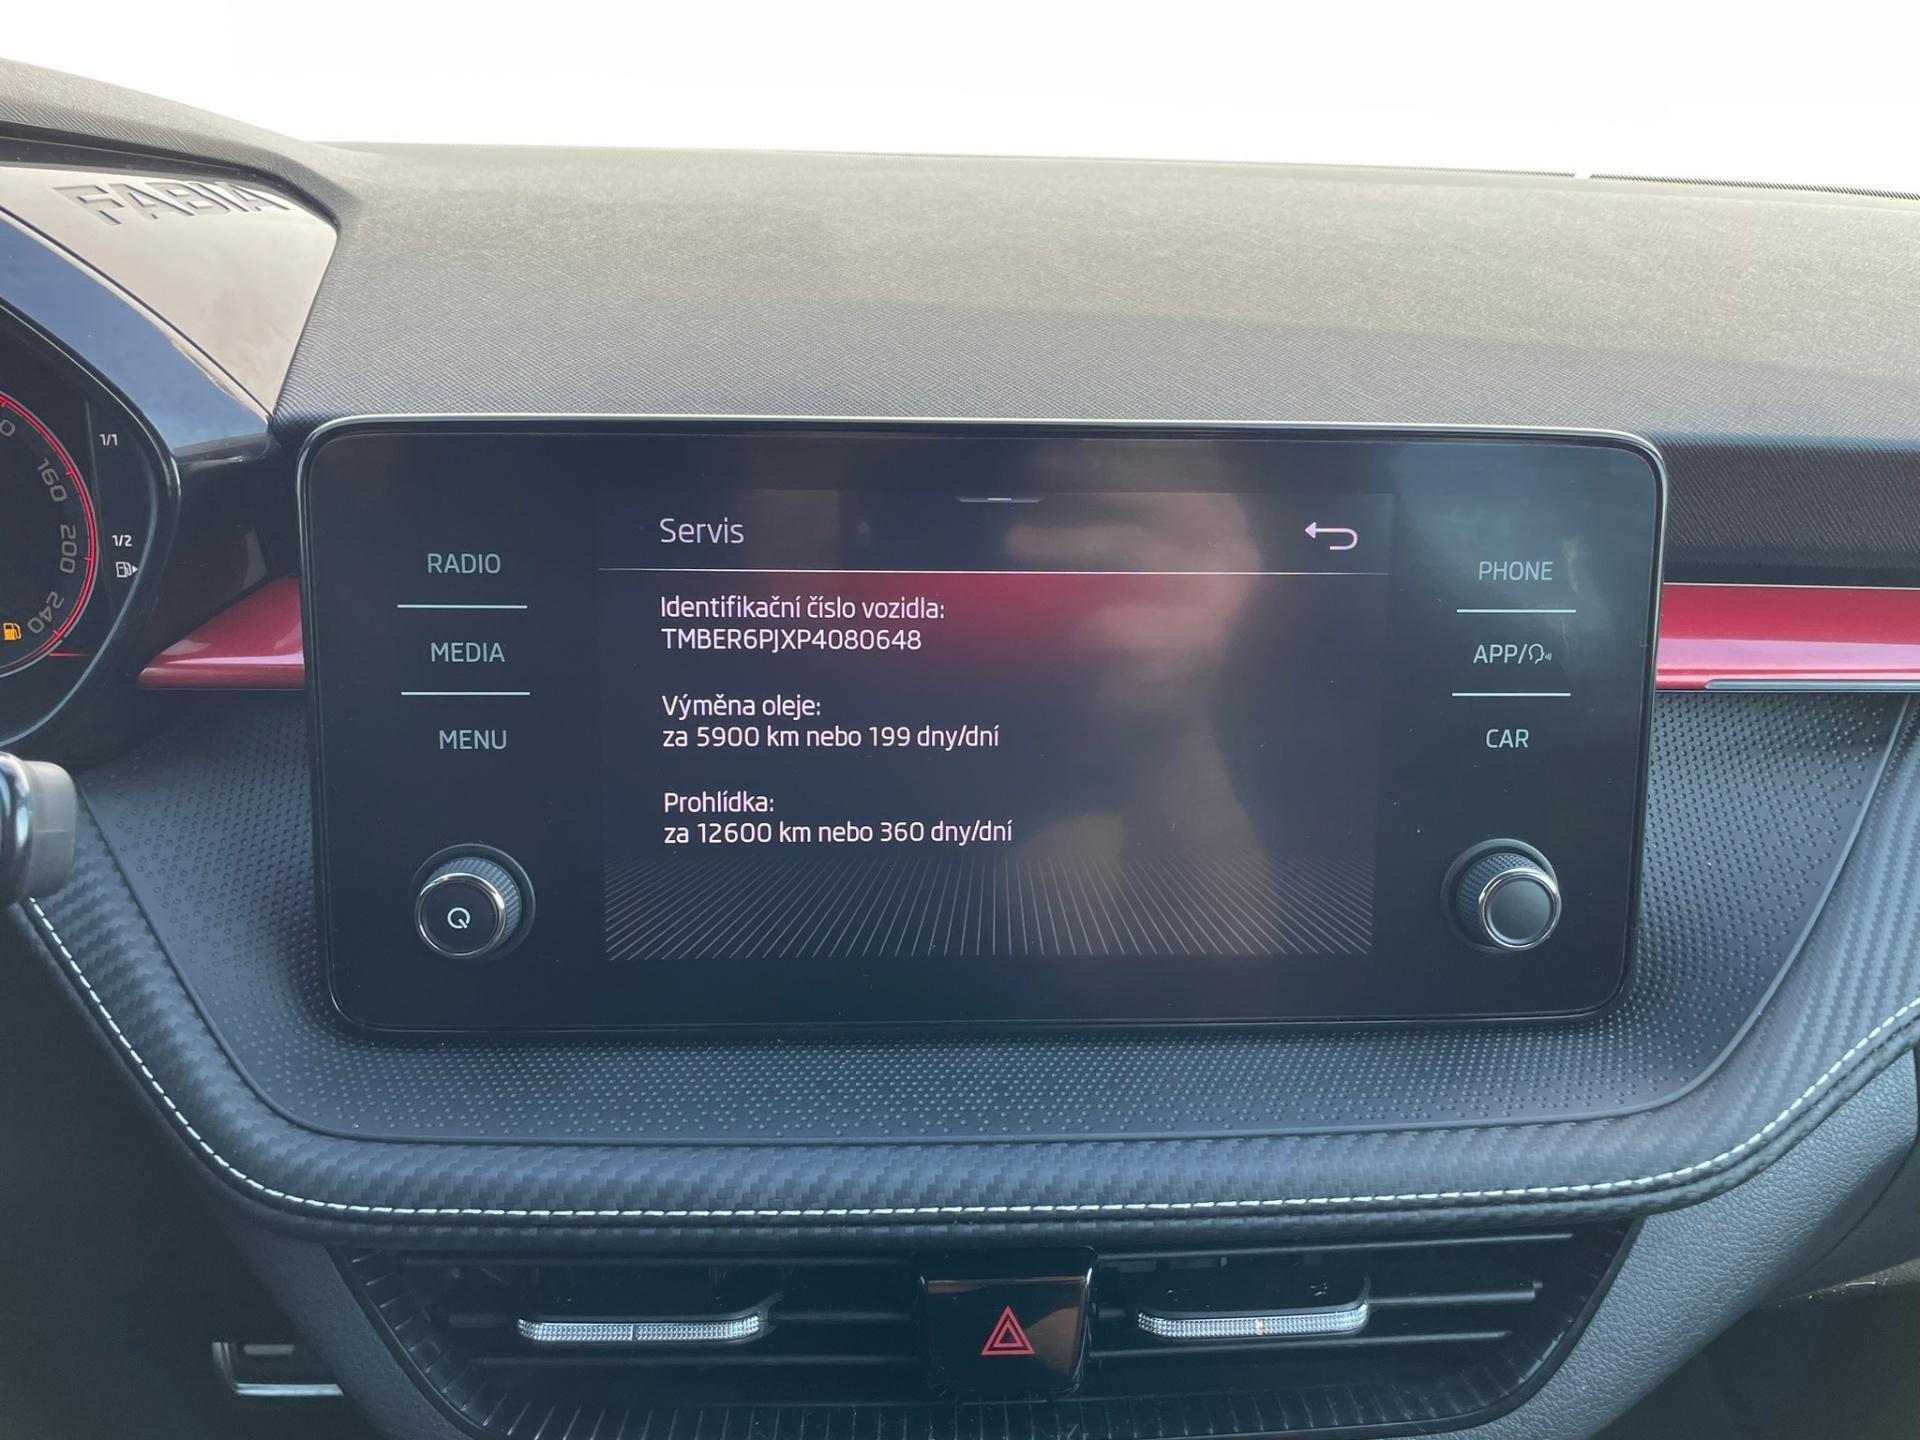 FABIA
1/1
160
200
1/2
240
RADIO
MEDIA
MENU
Servis
Identifikační číslo vozidla:
TMBER6PJXP4080648
Výměna oleje:
za 5900 km nebo 199 dny/dní
Prohlídka:
za 12600 km nebo 360 dny/dní
PHONE
APP/
CAR